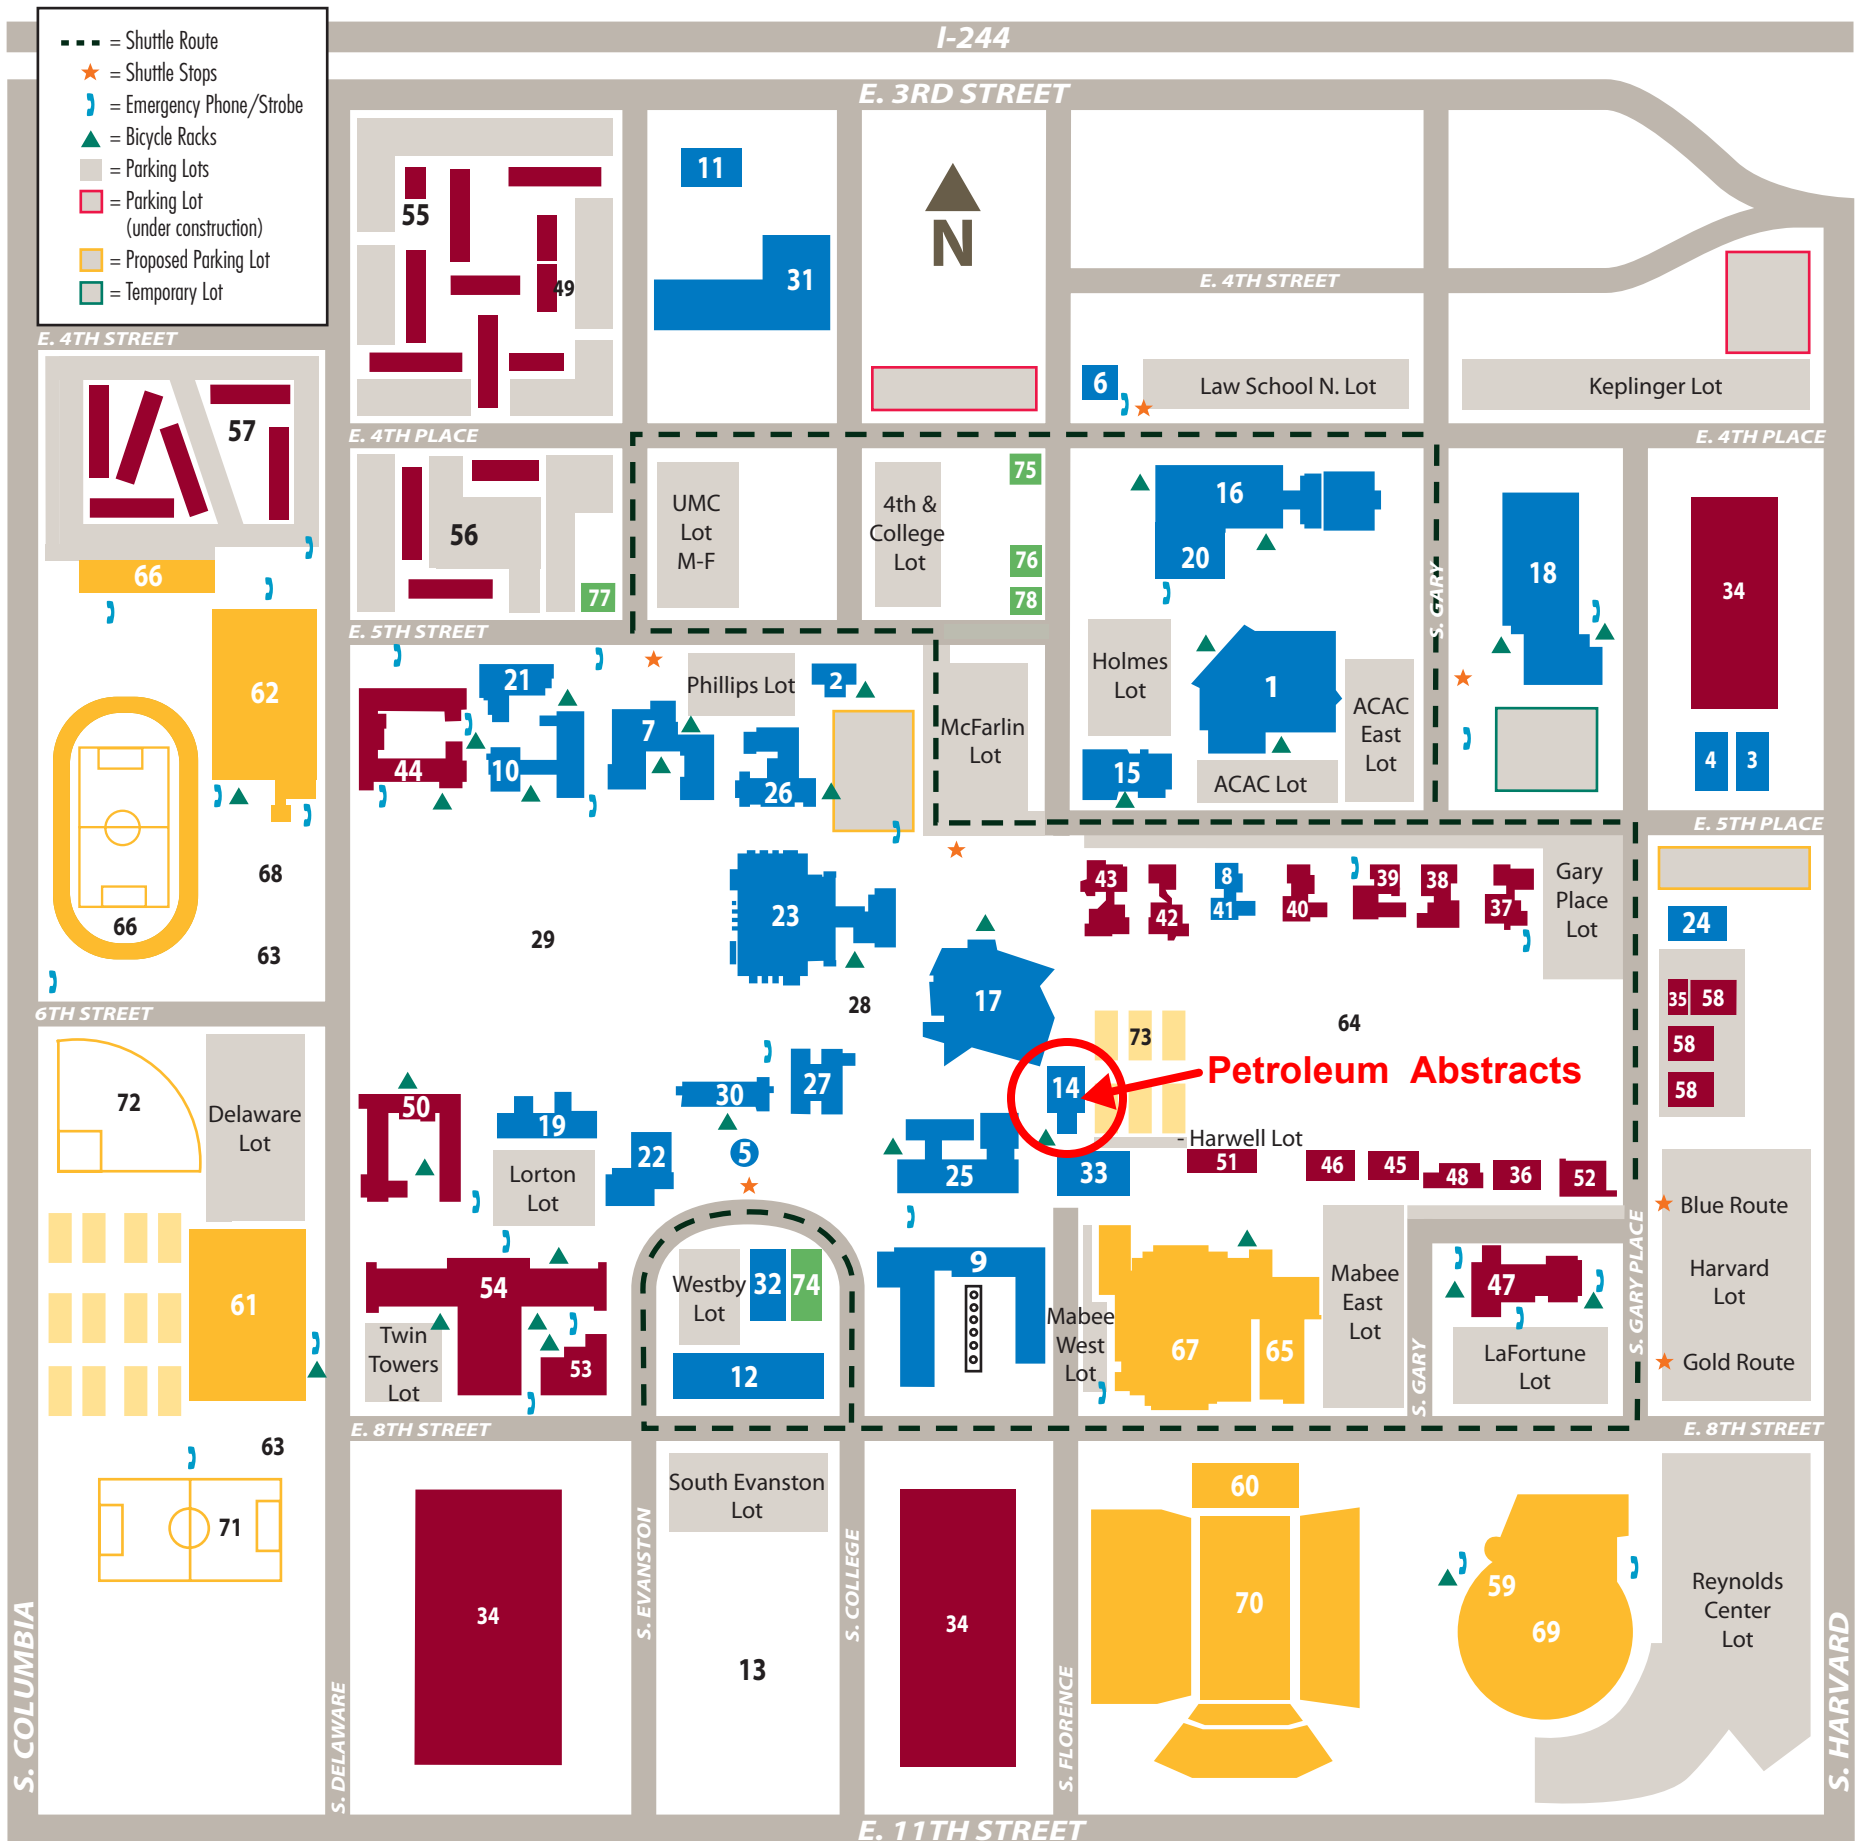 = Shuttle Route
= Shuttle Stops
= Emergency Phone/Strobe
= Bicycle Racks
= Parking Lots
= Parking Lot
(under construction)
= Proposed Parking Lot
= Temporary Lot
I-244
E. 3RD STREET
11
N
55
31
49
E. 4TH STREET
E. 4TH STREET
6
Law School N. Lot
Keplinger Lot
57
E. 4TH PLACE
E. 4TH PLACE
75
UMC
Lot
M-F
4th &
College
Lot
16
56
76
20
18
34
66
77
78
S. GARY
E. 5TH STREET
62
21
Phillips Lot
2
Holmes
Lot
1
ACAC
East
Lot
7
McFarlin
Lot
44
10
26
15
ACAC Lot
4
3
E. 5TH PLACE
68
43
8
39
38
Gary
Place
Lot
42
41
40
37
23
66
29
24
63
28
17
35
58
6TH STREET
73
64
58
Petroleum Abstracts
72
Delaware
Lot
50
30
27
14
58
19
- Harwell Lot
5
22
25
33
51
46
45
48
36
52
Lorton
Lot
Blue Route
9
54
Westby
Lot
32
74
Mabee
East
Lot
47
Harvard
Lot
S. GARY PLACE
61
Twin
Towers
Lot
53
12
Mabee
West
Lot
67
65
S. GARY
LaFortune
Lot
Gold Route
E. 8TH STREET
E. 8TH STREET
63
South Evanston
Lot
60
71
34
S. EVANSTON
S. COLLEGE
34
70
59
69
Reynolds
Center
Lot
13
S. COLUMBIA
S. DELAWARE
S. FLORENCE
S. HARVARD
E. 11TH STREET